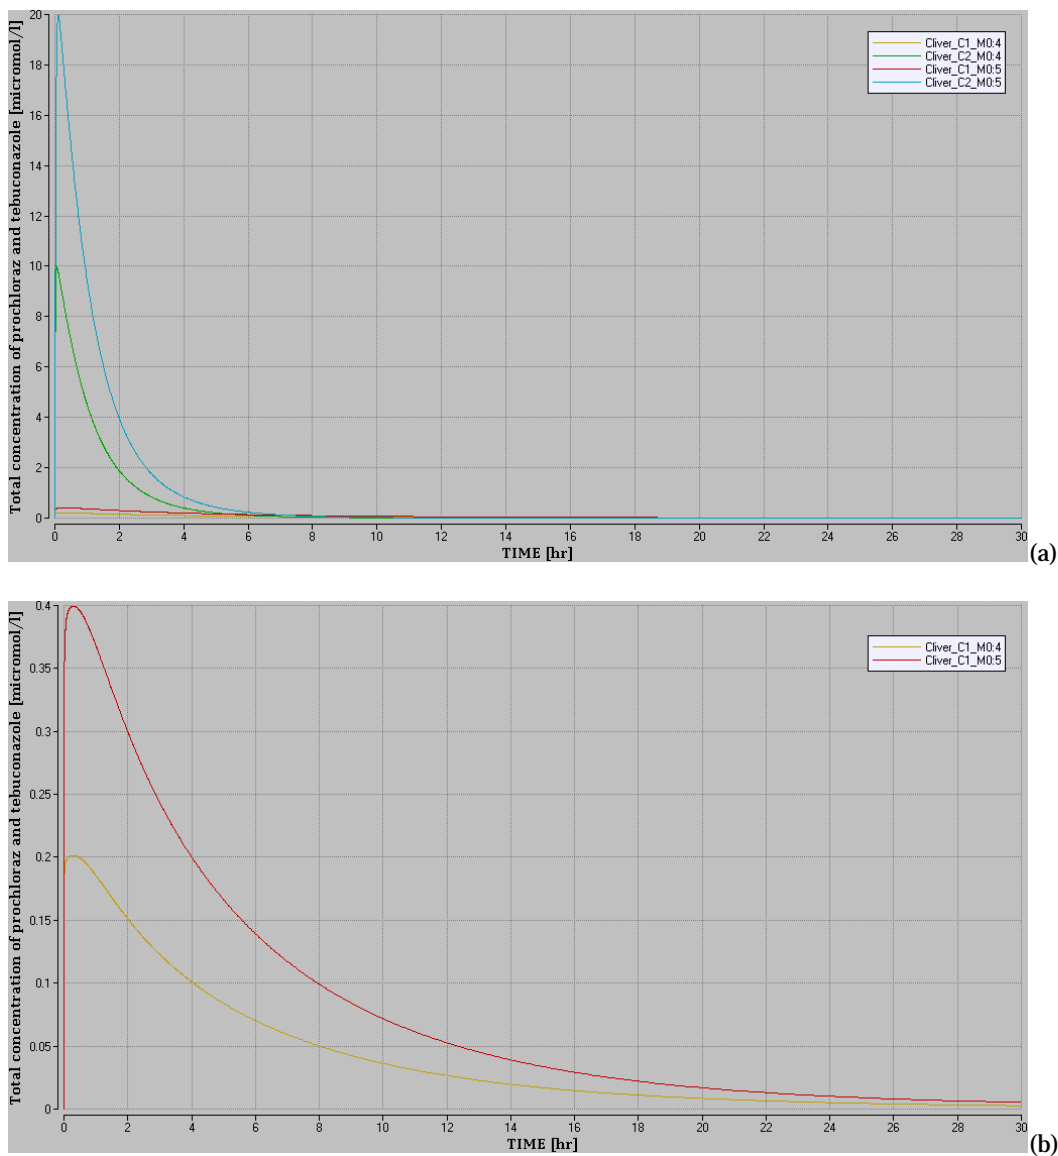 Total concentration of prochloraz and tebuconazole [micromol/l]
20
18
16
14
12
10
8
6
4
2
0
Cliver_C1_M0:4
Cliver_C2_M0:4
Cliver_C1_M0:5
Cliver_C2_M0:5
0 2 4 6 8 10 12 14 16 18 20 22 24 26 28 30
TIME [hr]
(a)
Total concentration of prochloraz and tebuconazole [micromol/l]
0.4
0.35
0.3
0.25
0.2
0.15
0.1
0.05
0
Cliver_C1_M0:4
Cliver_C1_M0:5
0 2 4 6 8 10 12 14 16 18 20 22 24 26 28 30
TIME [hr]
(b)